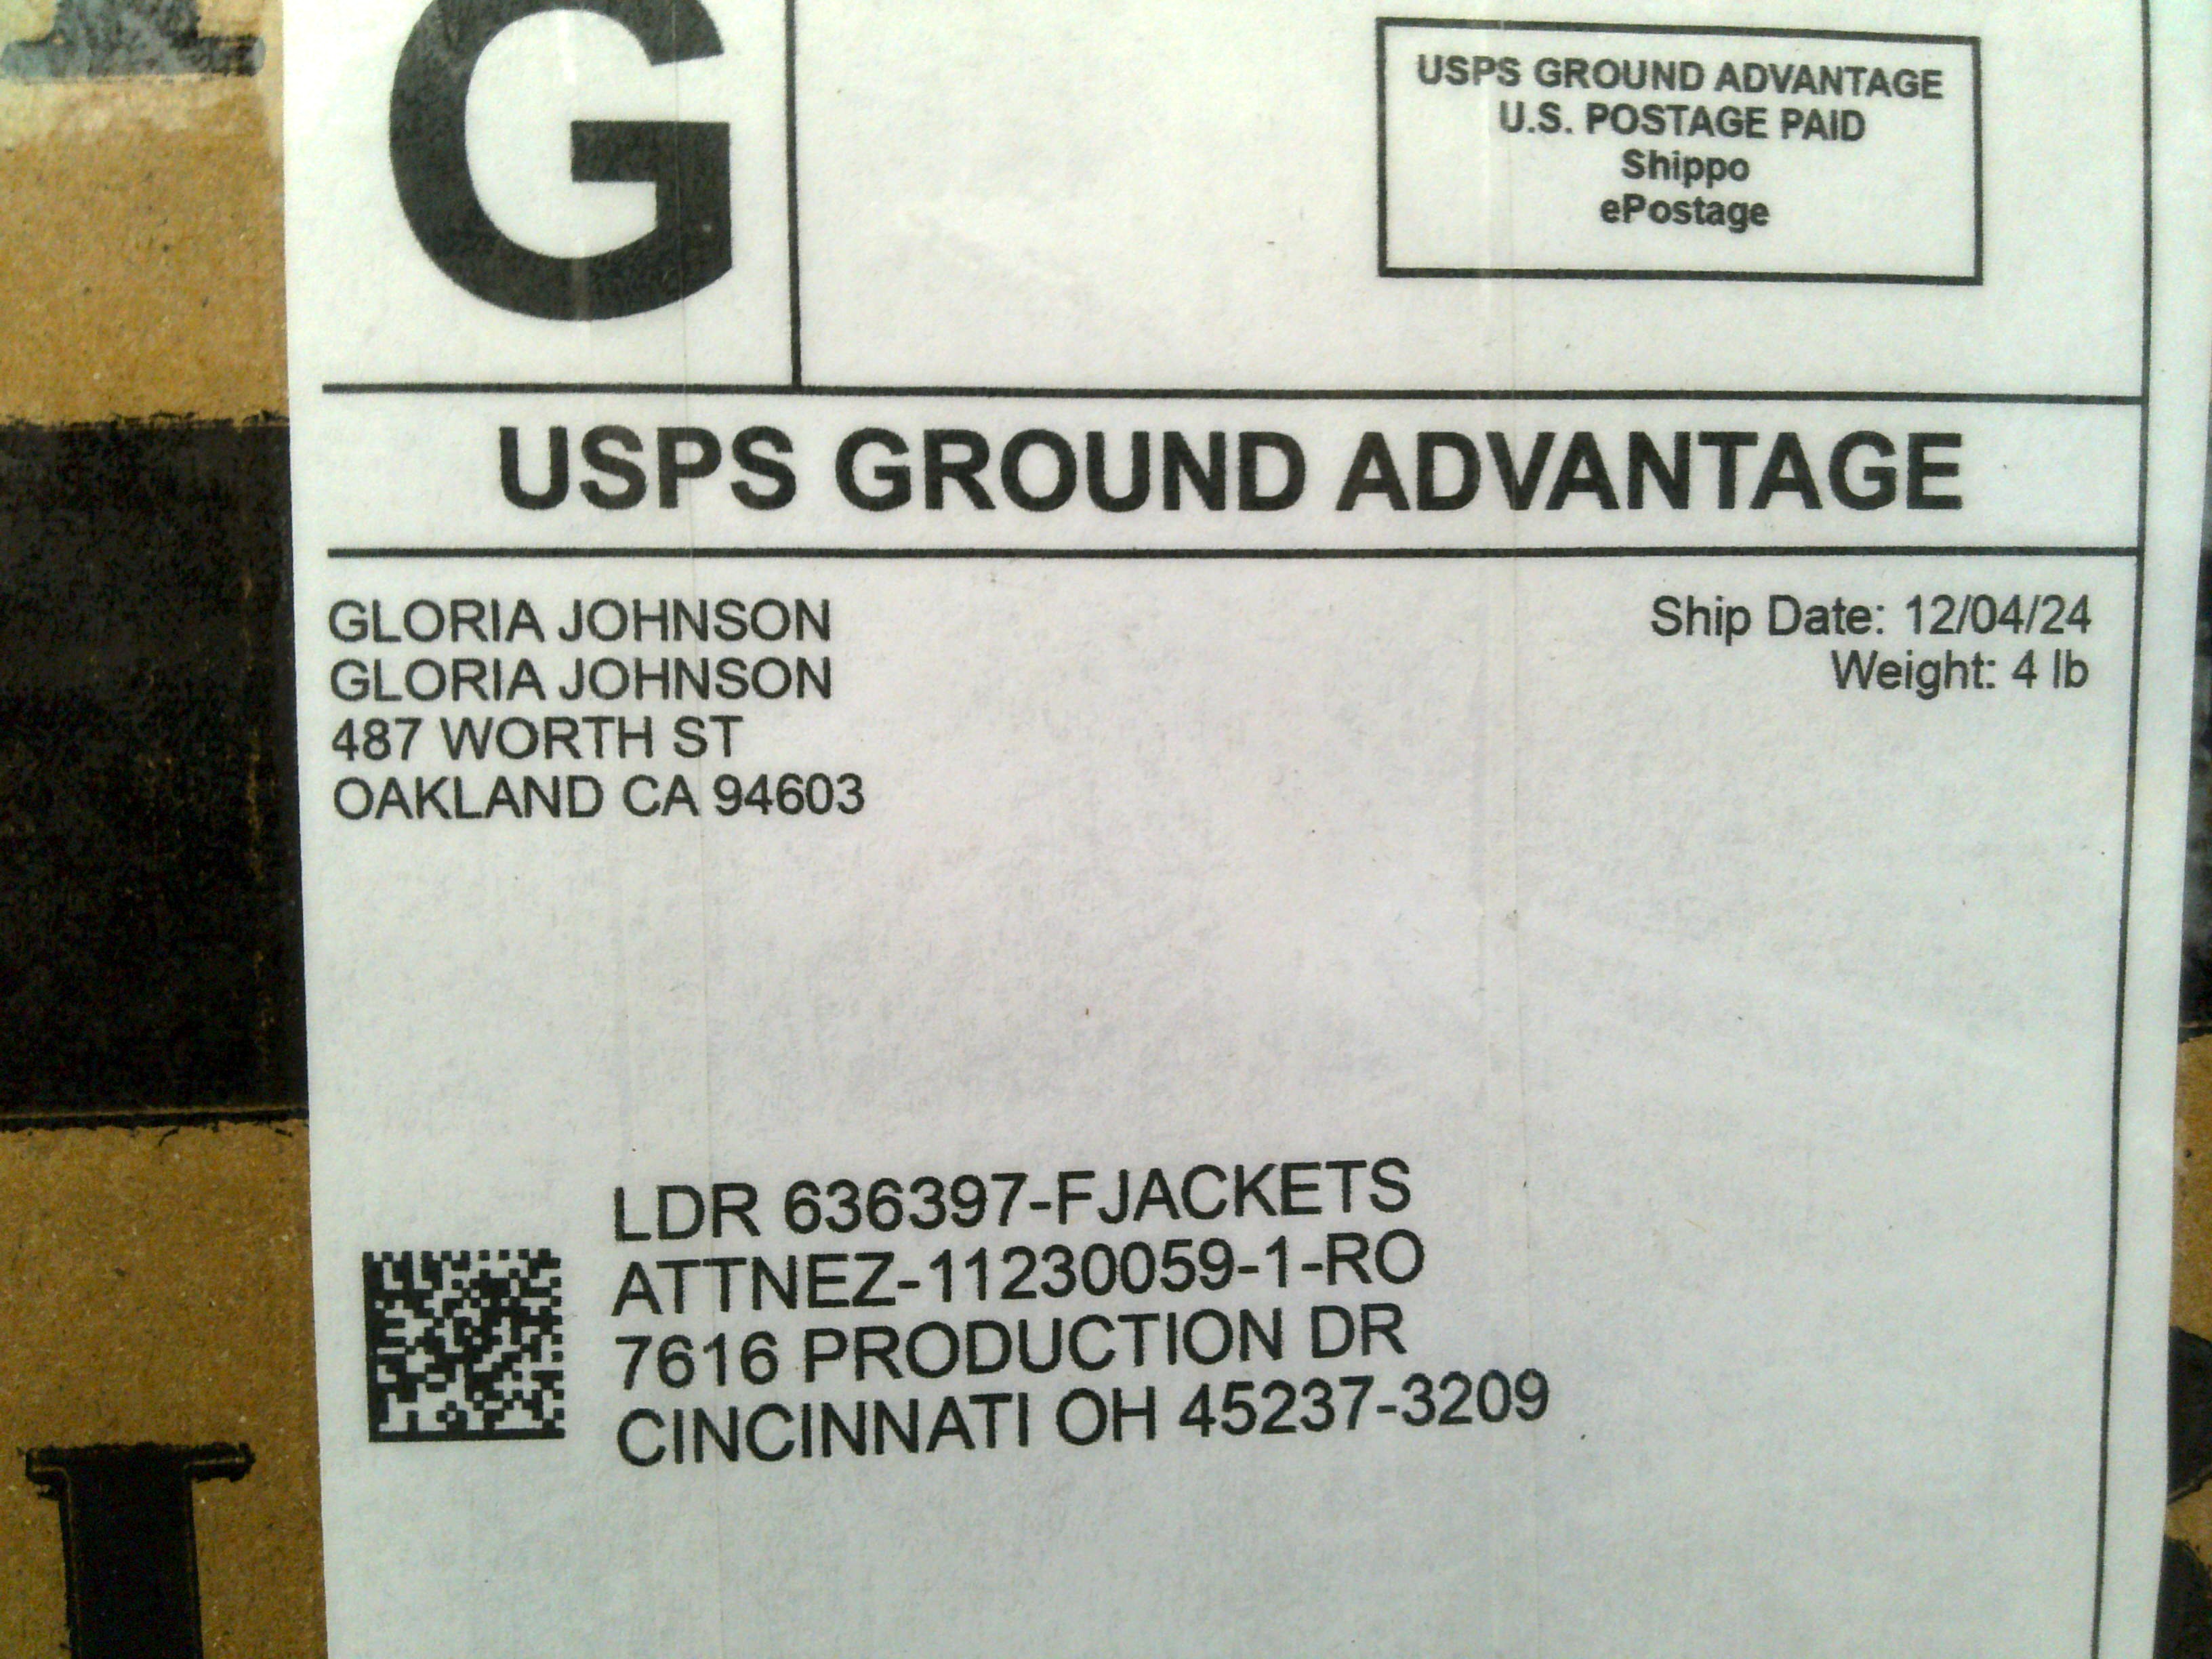 G
USPS GROUND ADVANTAGE
U.S. POSTAGE PAID
Shippo
ePostage
USPS GROUND ADVANTAGE
GLORIA JOHNSON
GLORIA JOHNSON
487 WORTH ST
OAKLAND CA 94603
Ship Date: 12/04/24
Weight: 4 lb
LDR 636397-FJACKETS
ATTNEZ-11230059-1-RO
7616 PRODUCTION DR
CINCINNATI OH 45237-3209